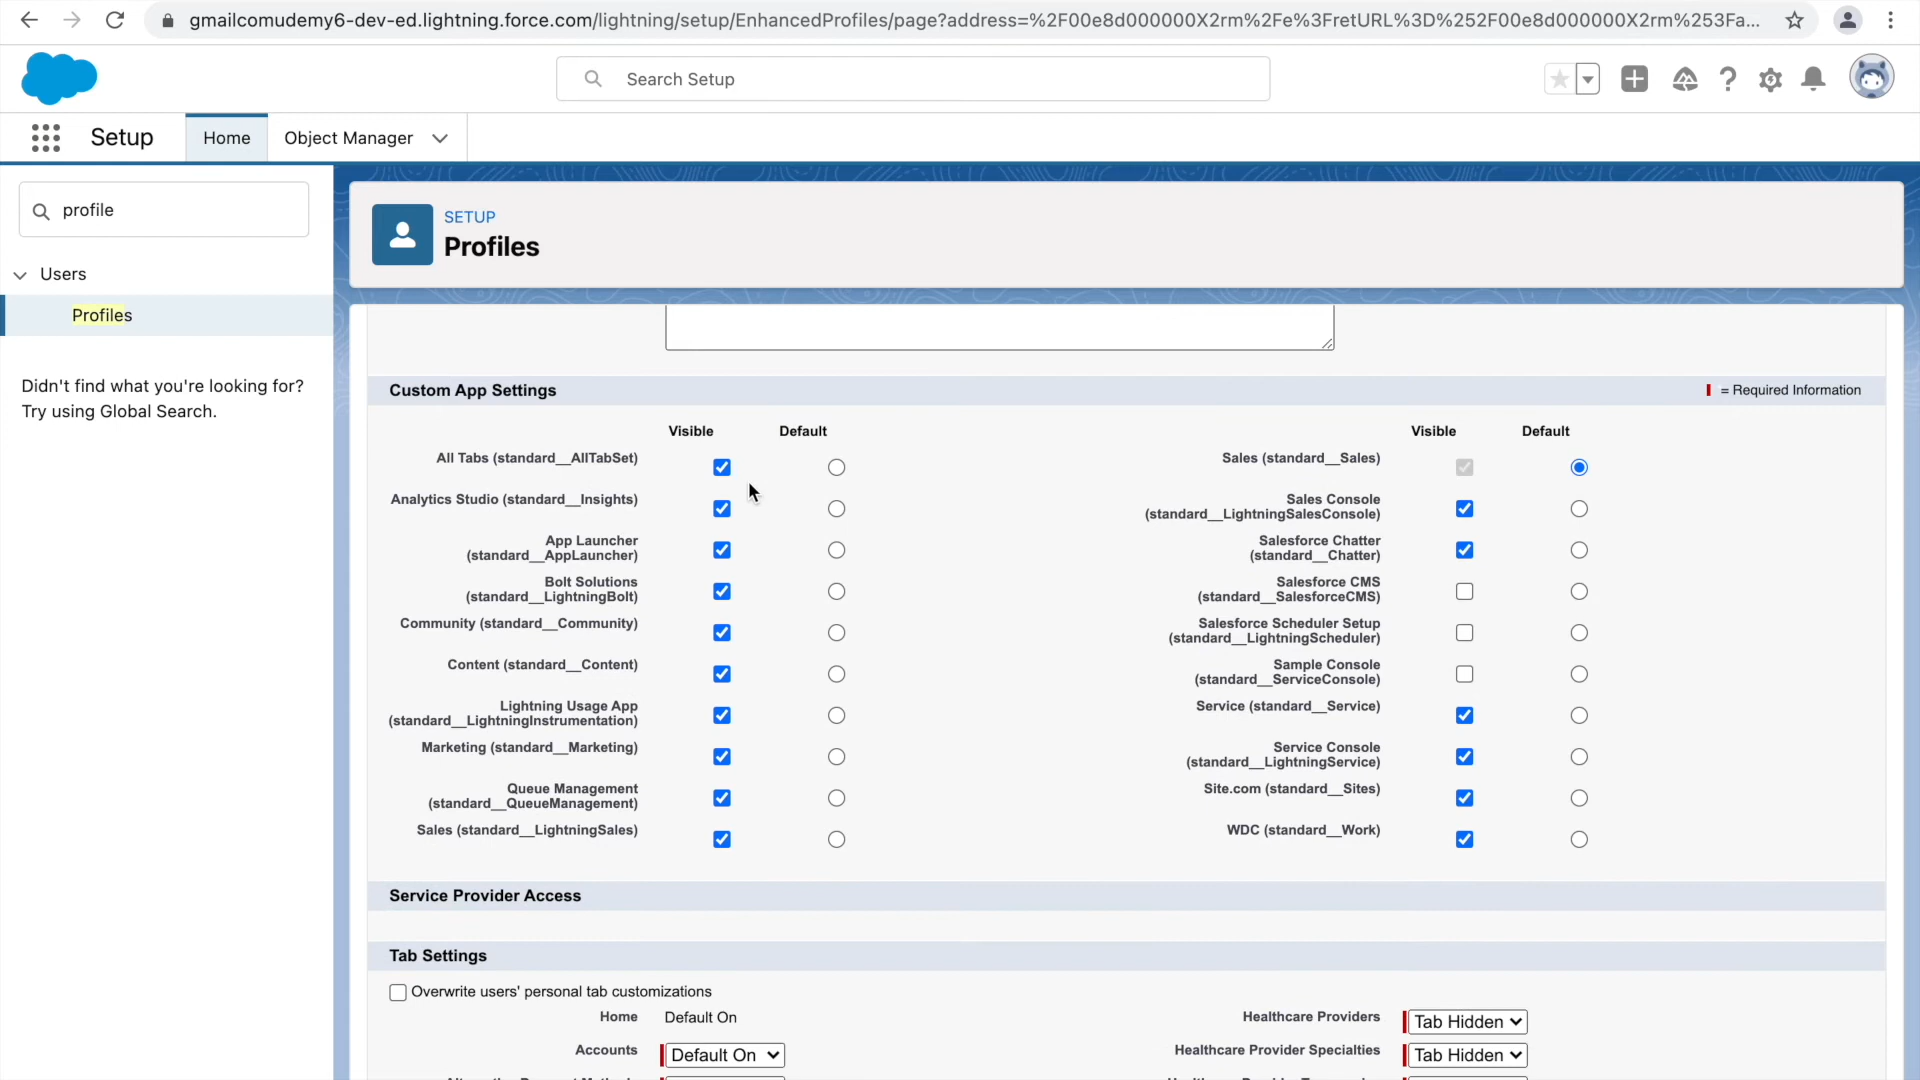 gmailcomudemy6-dev-ed.lightning.force.com/lightning/setup/EnhancedProfiles/page?address=%2F00e8d000000X2rm%2Fe%3FretURL%3D%252F00e8d000000X2rm%253Fa...
Search Setup
Setup
Home
Object Manager
profile
Users
Profiles
Didn't find what you're looking for?
Try using Global Search.
SETUP
Profiles
Custom App Settings
= Required Information
Visible Default
Visible Default
All Tabs (standard__AllTabSet)
Sales (standard__Sales)
Analytics Studio (standard__Insights)
Sales Console
(standard__LightningSalesConsole)
App Launcher
(standard__AppLauncher)
Salesforce Chatter
(standard__Chatter)
Bolt Solutions
(standard__LightningBolt)
Salesforce CMS
(standard__SalesforceCMS)
Community (standard__Community)
Salesforce Scheduler Setup
(standard__LightningScheduler)
Content (standard__Content)
Sample Console
(standard__ServiceConsole)
Lightning Usage App
(standard__LightningInstrumentation)
Service (standard__Service)
Marketing (standard__Marketing)
Service Console
(standard__LightningService)
Queue Management
(standard__QueueManagement)
Site.com (standard__Sites)
Sales (standard__LightningSales)
WDC (standard__Work)
Service Provider Access
Tab Settings
Overwrite users' personal tab customizations
Home Default On
Healthcare Providers Tab Hidden
Accounts Default On
Healthcare Provider Specialties Tab Hidden